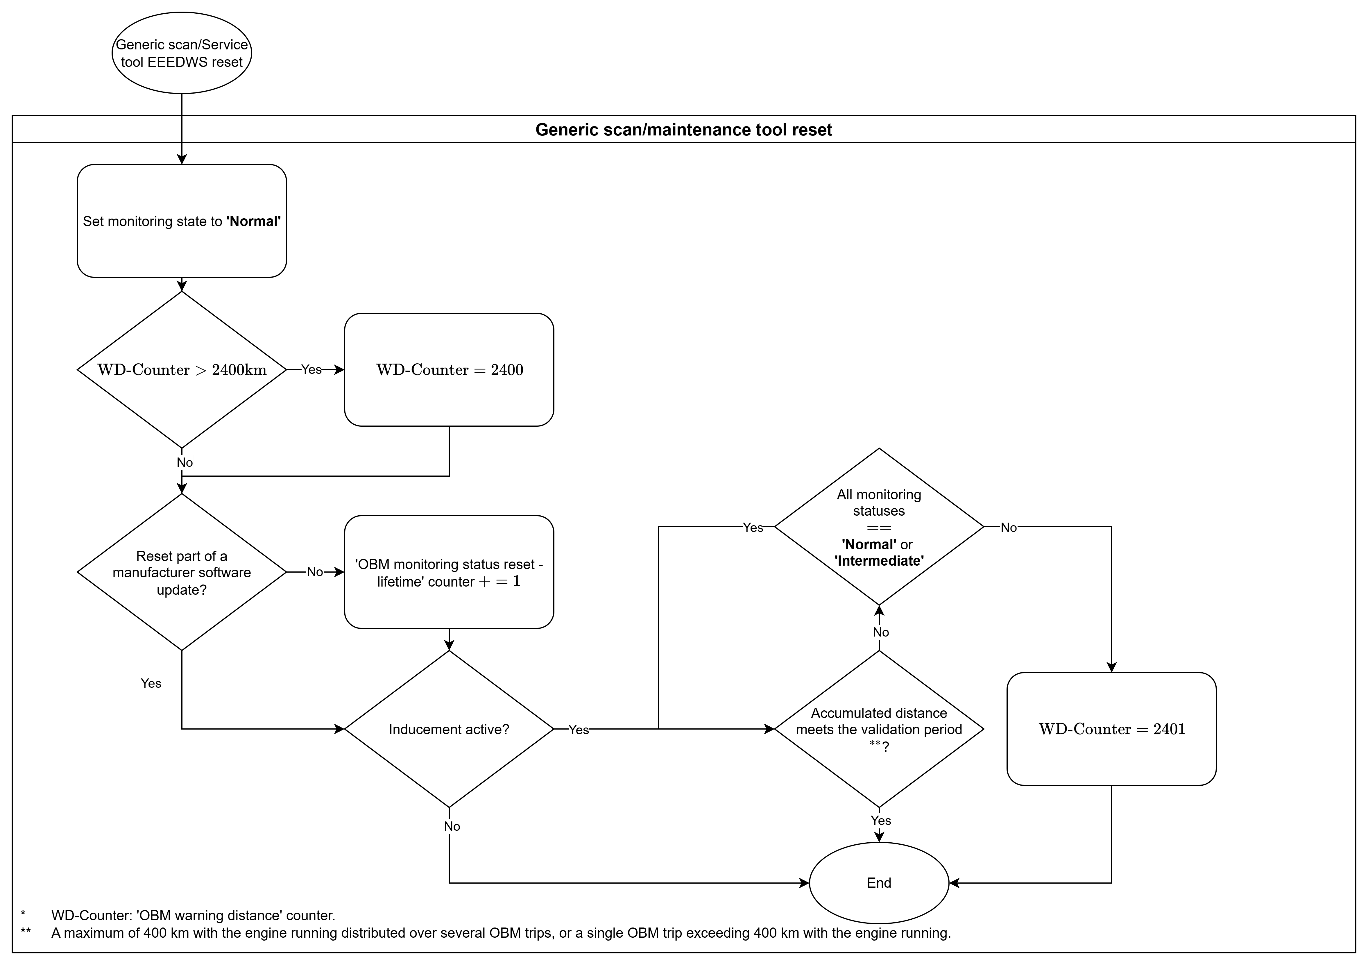 Generic scan/Service
tool EEEDWS reset
Generic scan/maintenance tool reset
Set monitoring state to 'Normal'
WD-Counter > 2400km
Yes
WD-Counter = 2400
No
Reset part of a
manufacturer software
update?
No
'OBM monitoring status reset -
lifetime' counter + = 1
Yes
Inducement active?
Yes
No
All monitoring
statuses
==
'Normal' or
'Intermediate'
Yes
No
No
Accumulated distance
meets the validation period
**?
Yes
WD-Counter = 2401
End
* WD-Counter: 'OBM warning distance' counter.
** A maximum of 400 km with the engine running distributed over several OBM trips, or a single OBM trip exceeding 400 km with the engine running.